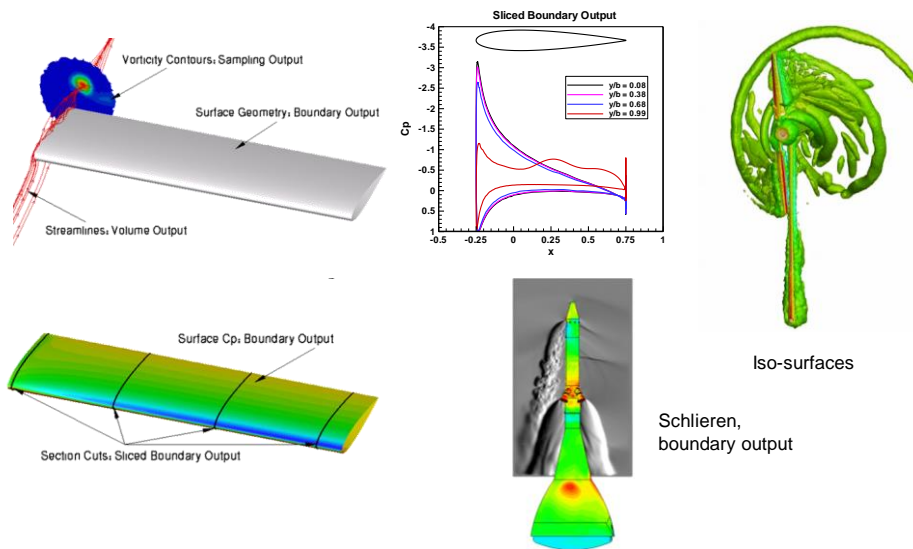 Vorticity Contours: Sampling Output
Surface Geometry: Boundary Output
Streamlines: Volume Output
Sliced Boundary Output
-4
-3.5
-3
-2.5
-2
-1.5
-1
-0.5
0
0.5
1
Cp
y/b = 0.08
y/b = 0.38
y/b = 0.68
y/b = 0.99
-0.5 -0.25 0 0.25 0.5 0.75 1
x
Iso-surfaces
Surface Cp: Boundary Output
Section Cuts: Sliced Boundary Output
Schlieren,
boundary output